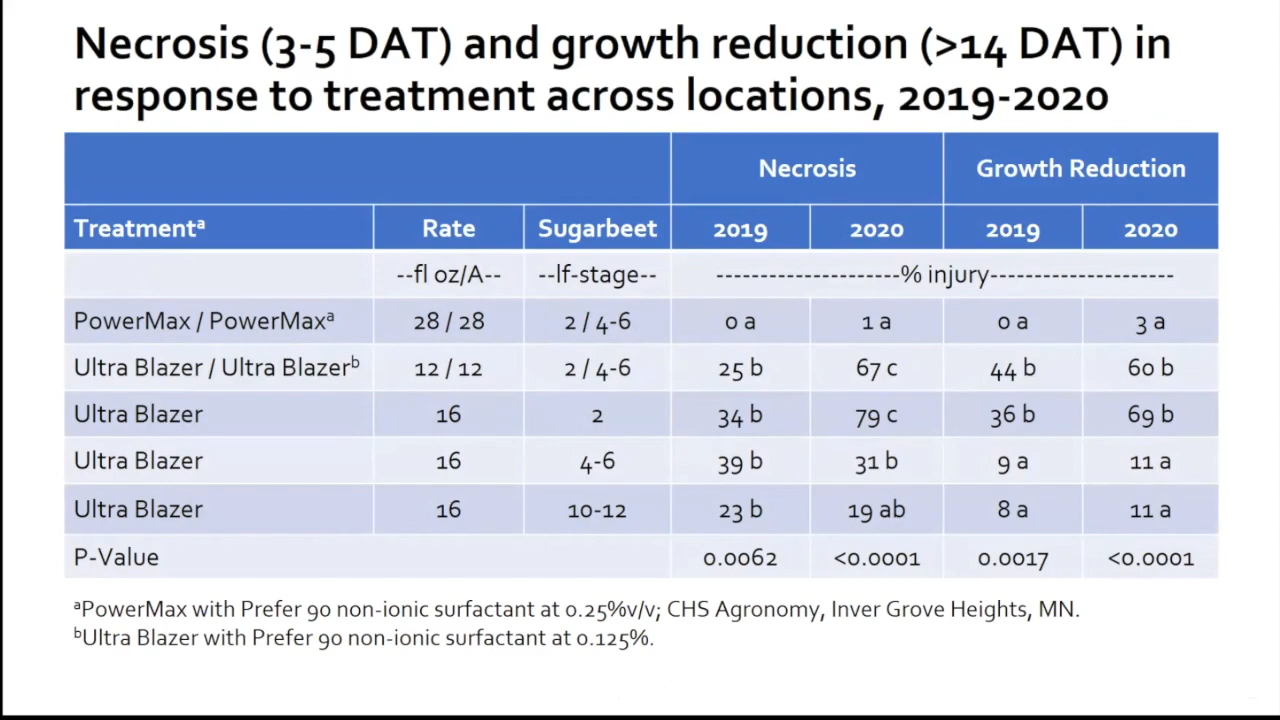 Necrosis (3-5 DAT) and growth reduction (>14 DAT) in
response to treatment across locations, 2019-2020
Necrosis Growth Reduction
Treatmentᵃ Rate Sugarbeet 2019 2020 2019 2020
--fl oz/A-- --lf-stage-- --------------------% injury---------------------
PowerMax / PowerMaxᵃ 28 / 28 2 / 4-6 0 a 1 a 0 a 3 a
Ultra Blazer / Ultra Blazerᵇ 12 / 12 2 / 4-6 25 b 67 c 44 b 60 b
Ultra Blazer 16 2 34 b 79 c 36 b 69 b
Ultra Blazer 16 4-6 39 b 31 b 9 a 11 a
Ultra Blazer 16 10-12 23 b 19 ab 8 a 11 a
P-Value 0.0062 <0.0001 0.0017 <0.0001
ᵃPowerMax with Prefer 90 non-ionic surfactant at 0.25%v/v; CHS Agronomy, Inver Grove Heights, MN.
ᵇUltra Blazer with Prefer 90 non-ionic surfactant at 0.125%.